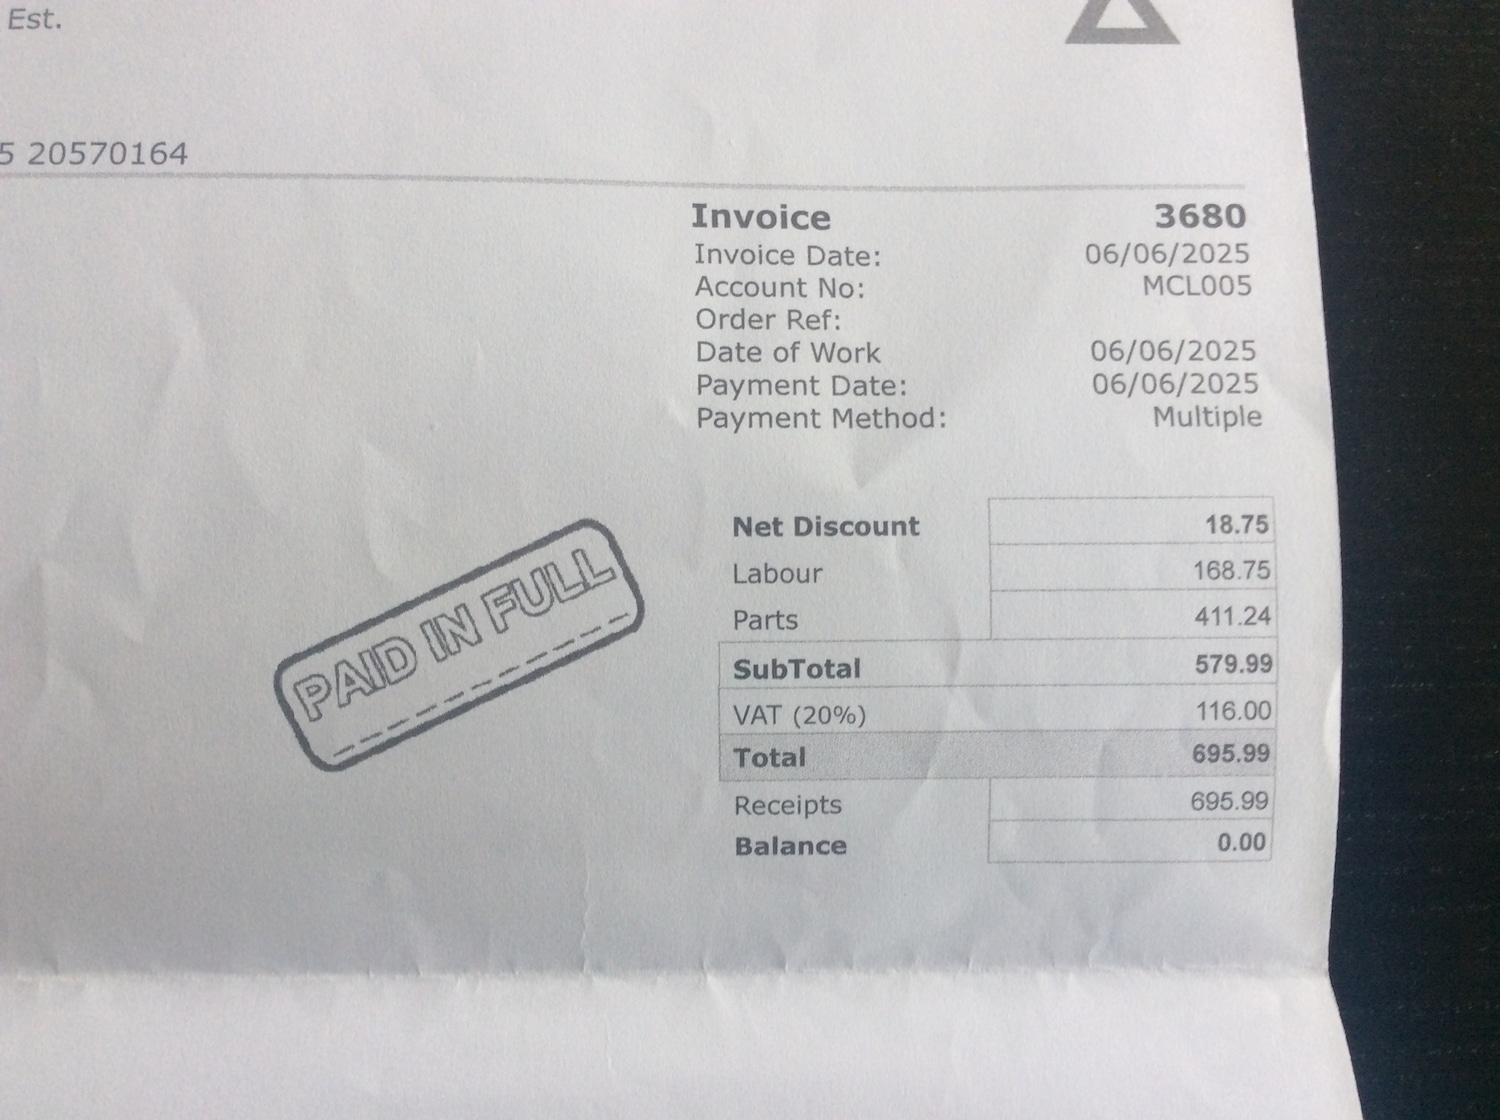 Est.
5 20570164
Invoice 3680
Invoice Date: 06/06/2025
Account No: MCL005
Order Ref:
Date of Work 06/06/2025
Payment Date: 06/06/2025
Payment Method: Multiple
Net Discount 18.75
Labour 168.75
Parts 411.24
SubTotal 579.99
VAT (20%) 116.00
Total 695.99
Receipts 695.99
Balance 0.00
PAID IN FULL